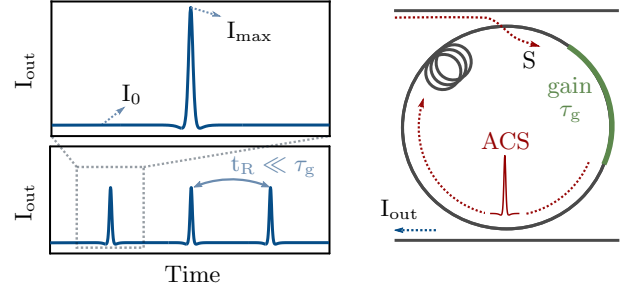 I_out
I_max
I_0
I_out
t_R ≪ τ_g
Time
S
gain
τ_g
ACS
I_out